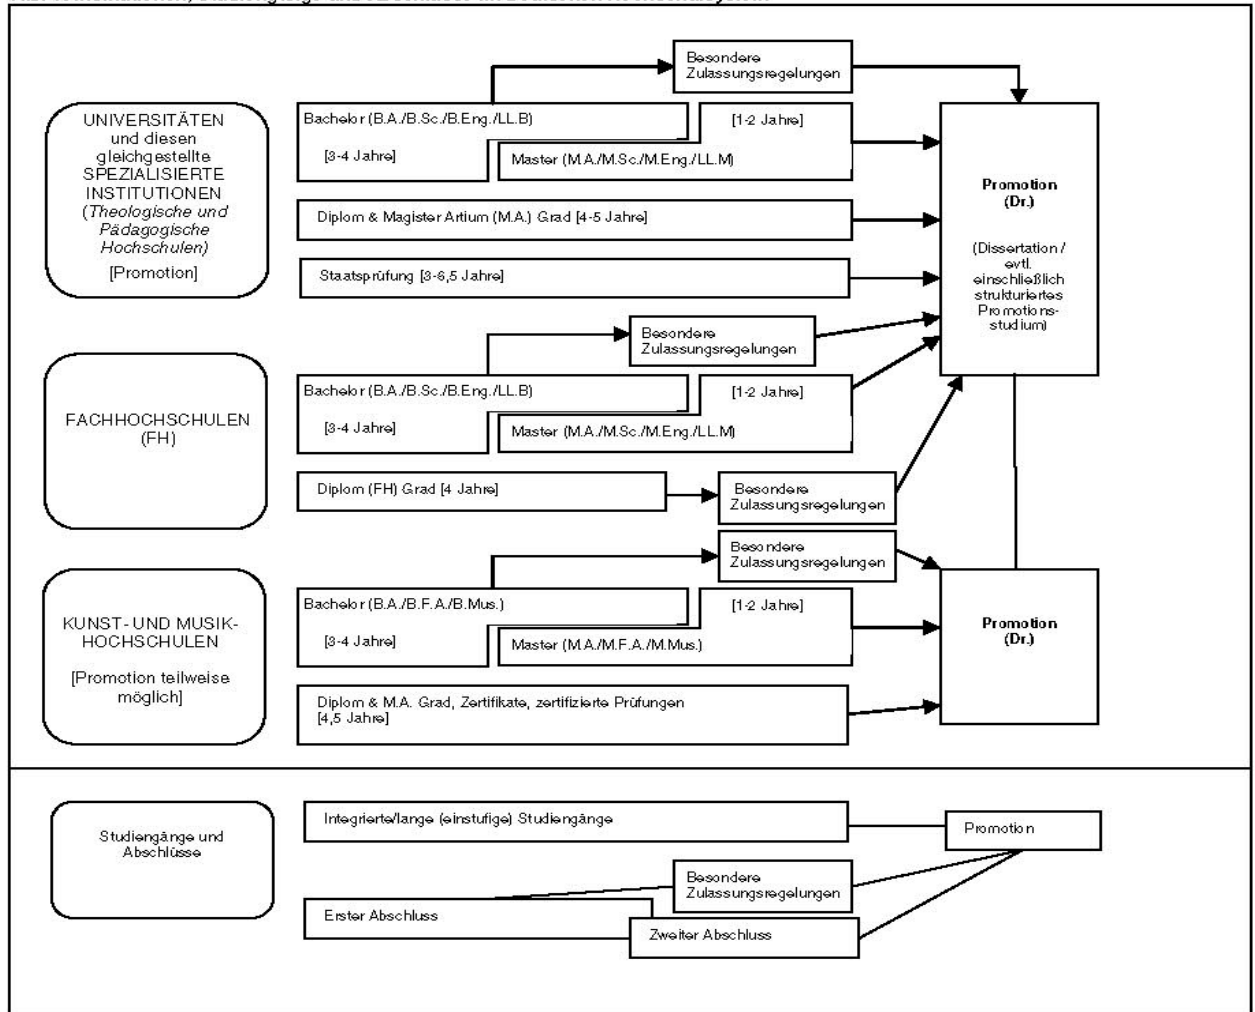 Besondere
Zulassungsregelungen
UNIVERSITÄTEN
und diesen
gleichgestellte
SPEZIALISIERTE
INSTITUTIONEN
(Theologische und
Pädagogische
Hochschulen)
[Promotion]
Bachelor (B.A./B.Sc./B.Eng./LL.B)
[3-4 Jahre]
[1-2 Jahre]
Master (M.A./M.Sc./M.Eng./LL.M)
Diplom & Magister Artium (M.A.) Grad [4-5 Jahre]
Staatsprüfung [3-6,5 Jahre]
Promotion
(Dr.)
(Dissertation /
evtl.
einschließlich
strukturiertes
Promotions-
studium)
FACHHOCHSCHULEN
(FH)
Besondere
Zulassungsregelungen
Bachelor (B.A./B.Sc./B.Eng./LL.B)
[3-4 Jahre]
[1-2 Jahre]
Master (M.A./M.Sc./M.Eng./LL.M)
Diplom (FH) Grad [4 Jahre]
Besondere
Zulassungsregelungen
Besondere
Zulassungsregelungen
KUNST- UND MUSIK-
HOCHSCHULEN
[Promotion teilweise
möglich]
Bachelor (B.A./B.F.A./B.Mus.)
[3-4 Jahre]
[1-2 Jahre]
Master (M.A./M.F.A./M.Mus.)
Diplom & M.A. Grad, Zertifikate, zertifizierte Prüfungen
[4,5 Jahre]
Promotion
(Dr.)
Studiengänge und
Abschlüsse
Integrierte/lange (einstufige) Studiengänge
Promotion
Besondere
Zulassungsregelungen
Erster Abschluss
Zweiter Abschluss